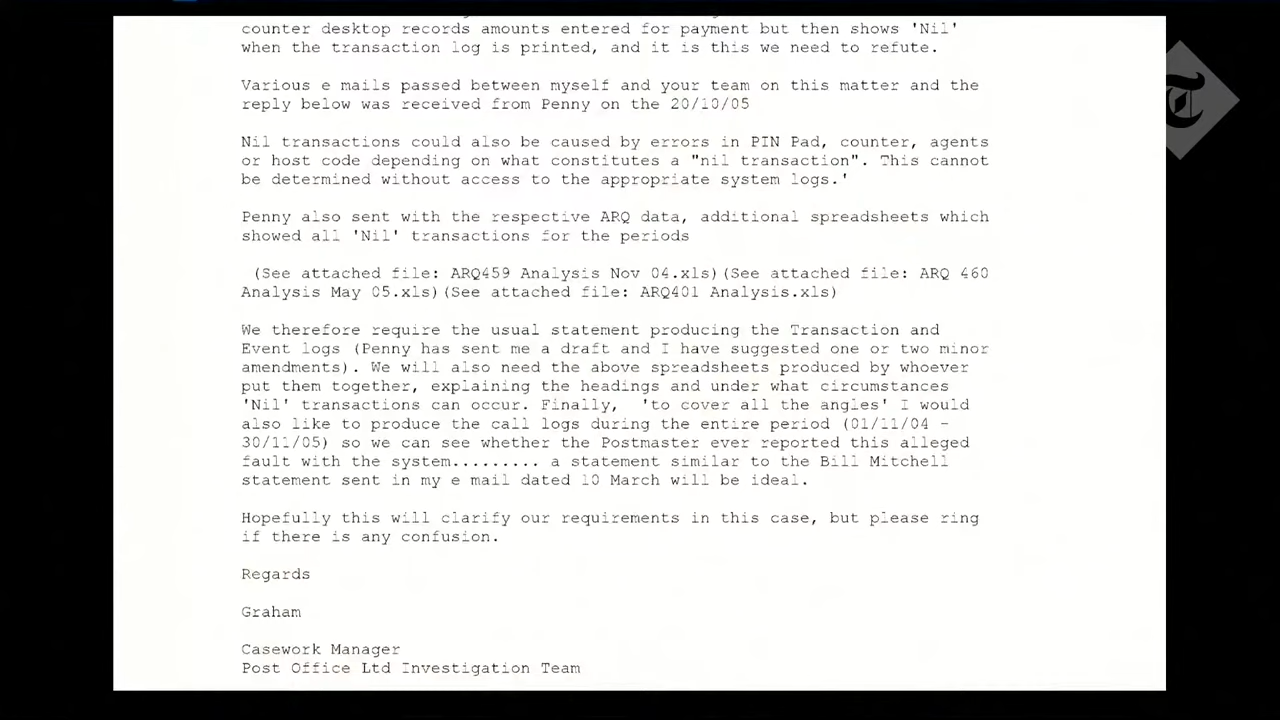 counter desktop records amounts entered for payment but then shows 'Nil'
when the transaction log is printed, and it is this we need to refute.
Various e mails passed between myself and your team on this matter and the
reply below was received from Penny on the 20/10/05
Nil transactions could also be caused by errors in PIN Pad, counter, agents
or host code depending on what constitutes a "nil transaction". This cannot
be determined without access to the appropriate system logs.'
Penny also sent with the respective ARQ data, additional spreadsheets which
showed all 'Nil' transactions for the periods
(See attached file: ARQ459 Analysis Nov 04.xls)(See attached file: ARQ 460
Analysis May 05.xls)(See attached file: ARQ401 Analysis.xls)
We therefore require the usual statement producing the Transaction and
Event logs (Penny has sent me a draft and I have suggested one or two minor
amendments). We will also need the above spreadsheets produced by whoever
put them together, explaining the headings and under what circumstances
'Nil' transactions can occur. Finally,  'to cover all the angles' I would
also like to produce the call logs during the entire period (01/11/04 -
30/11/05) so we can see whether the Postmaster ever reported this alleged
fault with the system......... a statement similar to the Bill Mitchell
statement sent in my e mail dated 10 March will be ideal.
Hopefully this will clarify our requirements in this case, but please ring
if there is any confusion.
Regards
Graham
Casework Manager
Post Office Ltd Investigation Team
T